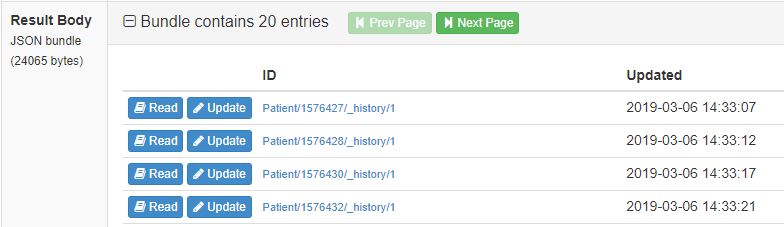 Result Body
JSON bundle
(24065 bytes)
Bundle contains 20 entries Prev Page Next Page
ID Updated
Read Update Patient/1576427/_history/1 2019-03-06 14:33:07
Read Update Patient/1576428/_history/1 2019-03-06 14:33:12
Read Update Patient/1576430/_history/1 2019-03-06 14:33:17
Read Update Patient/1576432/_history/1 2019-03-06 14:33:21